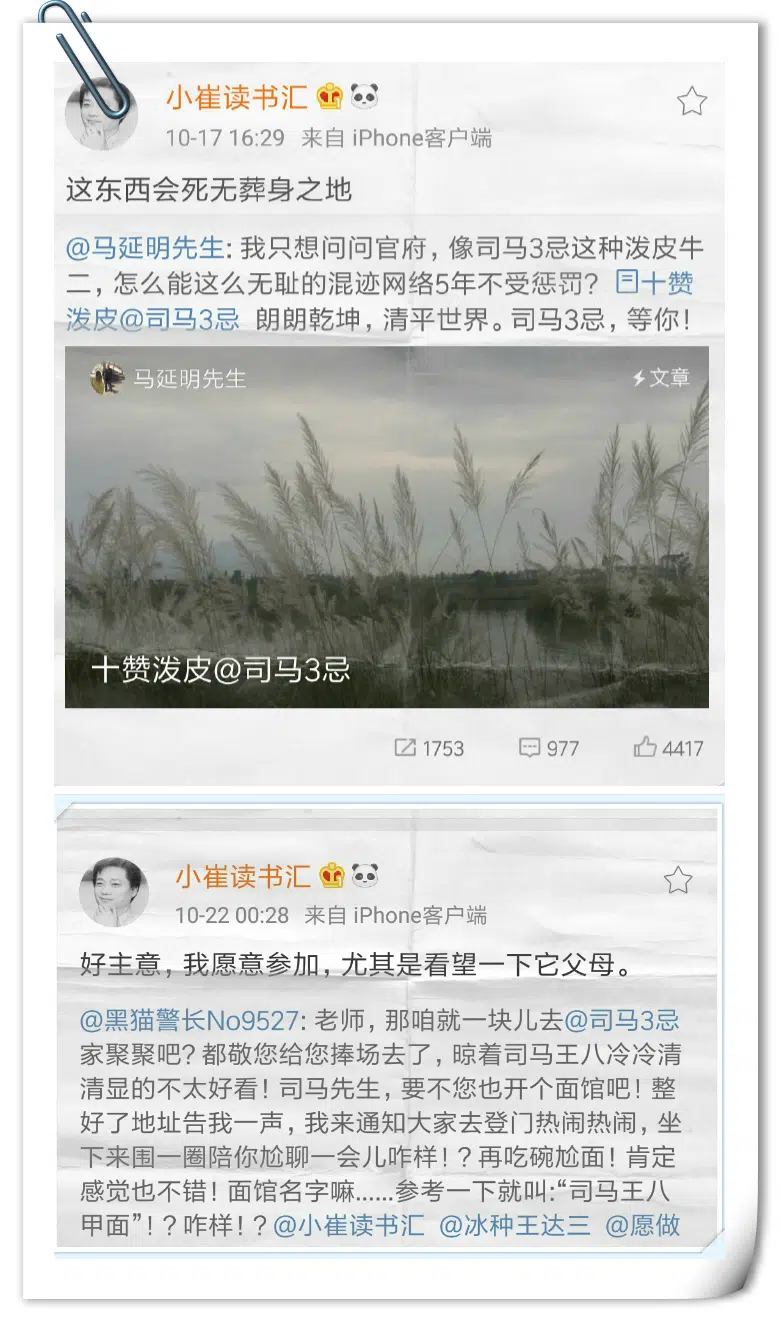 小崔读书汇
10-17 16:29 来自 iPhone客户端
这东西会死无葬身之地
@马延明先生: 我只想问问官府，像司马3忌这种泼皮牛
二，怎么能这么无耻的混迹网络5年不受惩罚？ 十赞
泼皮@司马3忌 朗朗乾坤，清平世界。司马3忌，等你！
马延明先生 文章
十赞泼皮@司马3忌
1753 977 4417
小崔读书汇
10-22 00:28 来自 iPhone客户端
好主意，我愿意参加，尤其是看望一下它父母。
@黑猫警长No9527: 老师，那咱就一块儿去@司马3忌
家聚聚吧？都敬您给您捧场去了，晾着司马王八冷冷清
清显的不太好看！司马先生，要不您也开个面馆吧！整
好了地址告我一声，我来通知大家去登门热闹热闹，坐
下来围一圈陪你尬聊一会儿咋样！？再吃碗尬面！肯定
感觉也不错！面馆名字嘛......参考一下就叫:“司马王八
甲面”！？咋样！？@小崔读书汇 @冰种王达三 @愿做